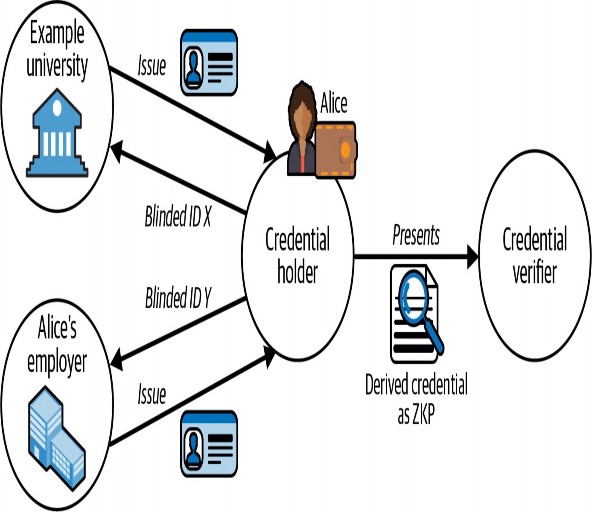 Example
university
Issue
Alice
Blinded ID X
Credential
holder
Presents
Credential
verifier
Blinded ID Y
Alice's
employer
Issue
Derived credential
as ZKP